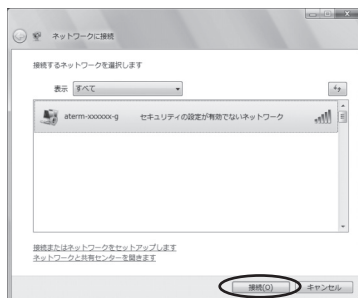 ネットワークに接続
接続するネットワークを選択します
表示 すべて
aterm-xxxxxx-g セキュリティの設定が有効でないネットワーク
接続またはネットワークをセットアップします
ネットワークと共有センターを開きます
接続(O) キャンセル